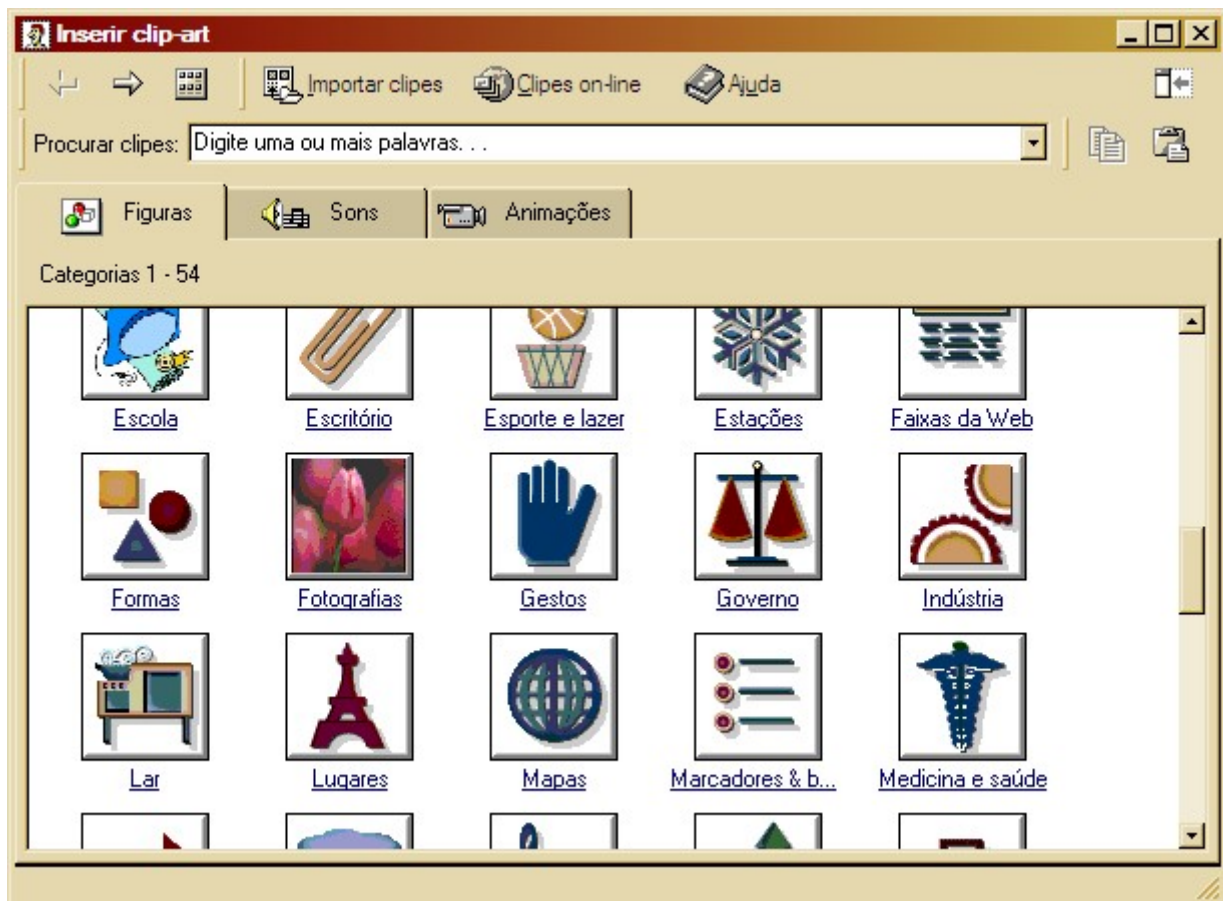 Inserir clip-art
Importar clipes Clipes on-line Ajuda
Procurar clipes: Digite uma ou mais palavras. . .
Figuras Sons Animações
Categorias 1 - 54
Escola Escritório Esporte e lazer Estações Faixas da Web
Formas Fotografias Gestos Governo Indústria
Lar Lugares Mapas Marcadores & b... Medicina e saúde